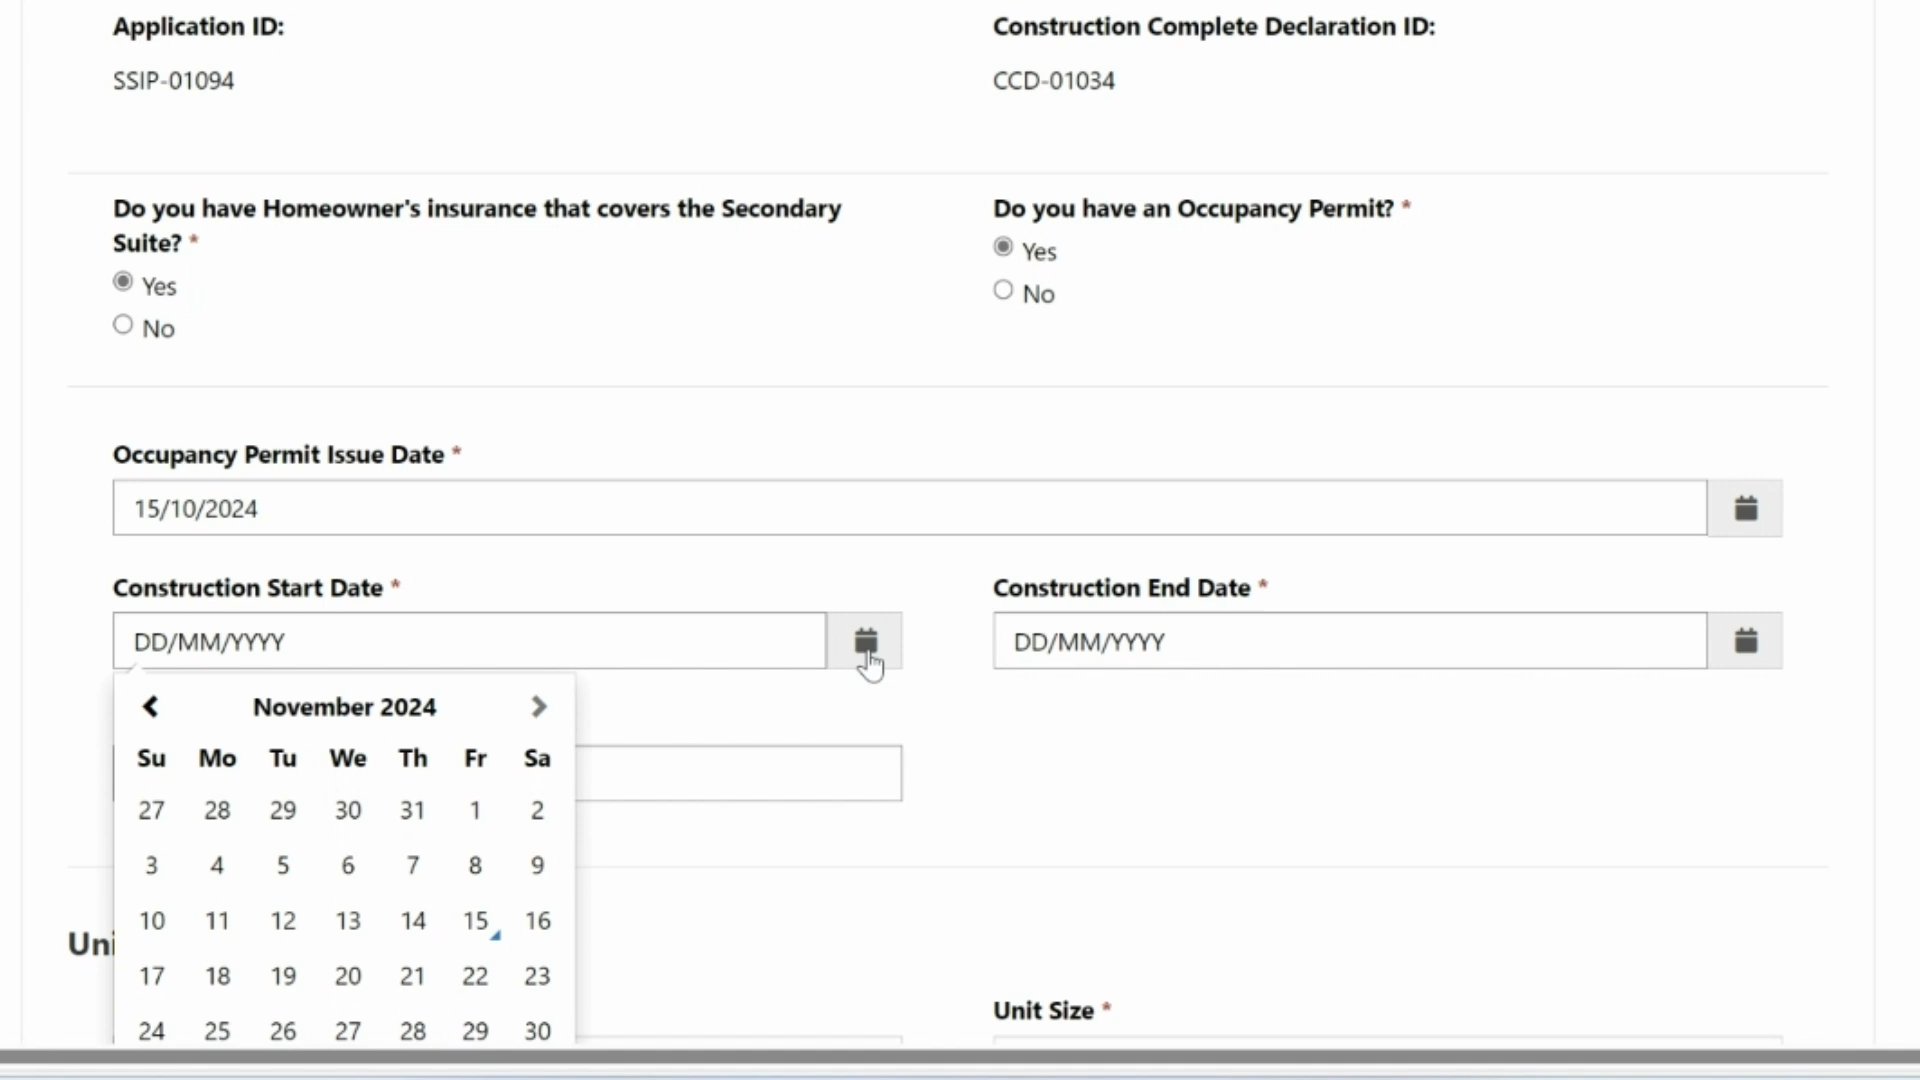 Application ID:
Construction Complete Declaration ID:
SSIP-01094
CCD-01034
Do you have Homeowner's insurance that covers the Secondary
Suite? *
Yes
No
Do you have an Occupancy Permit? *
Yes
No
Occupancy Permit Issue Date *
15/10/2024
Construction Start Date *
DD/MM/YYYY
Construction End Date *
DD/MM/YYYY
November 2024
Su Mo Tu We Th Fr Sa
27 28 29 30 31 1 2
3 4 5 6 7 8 9
10 11 12 13 14 15 16
17 18 19 20 21 22 23
24 25 26 27 28 29 30
Uni
Unit Size *